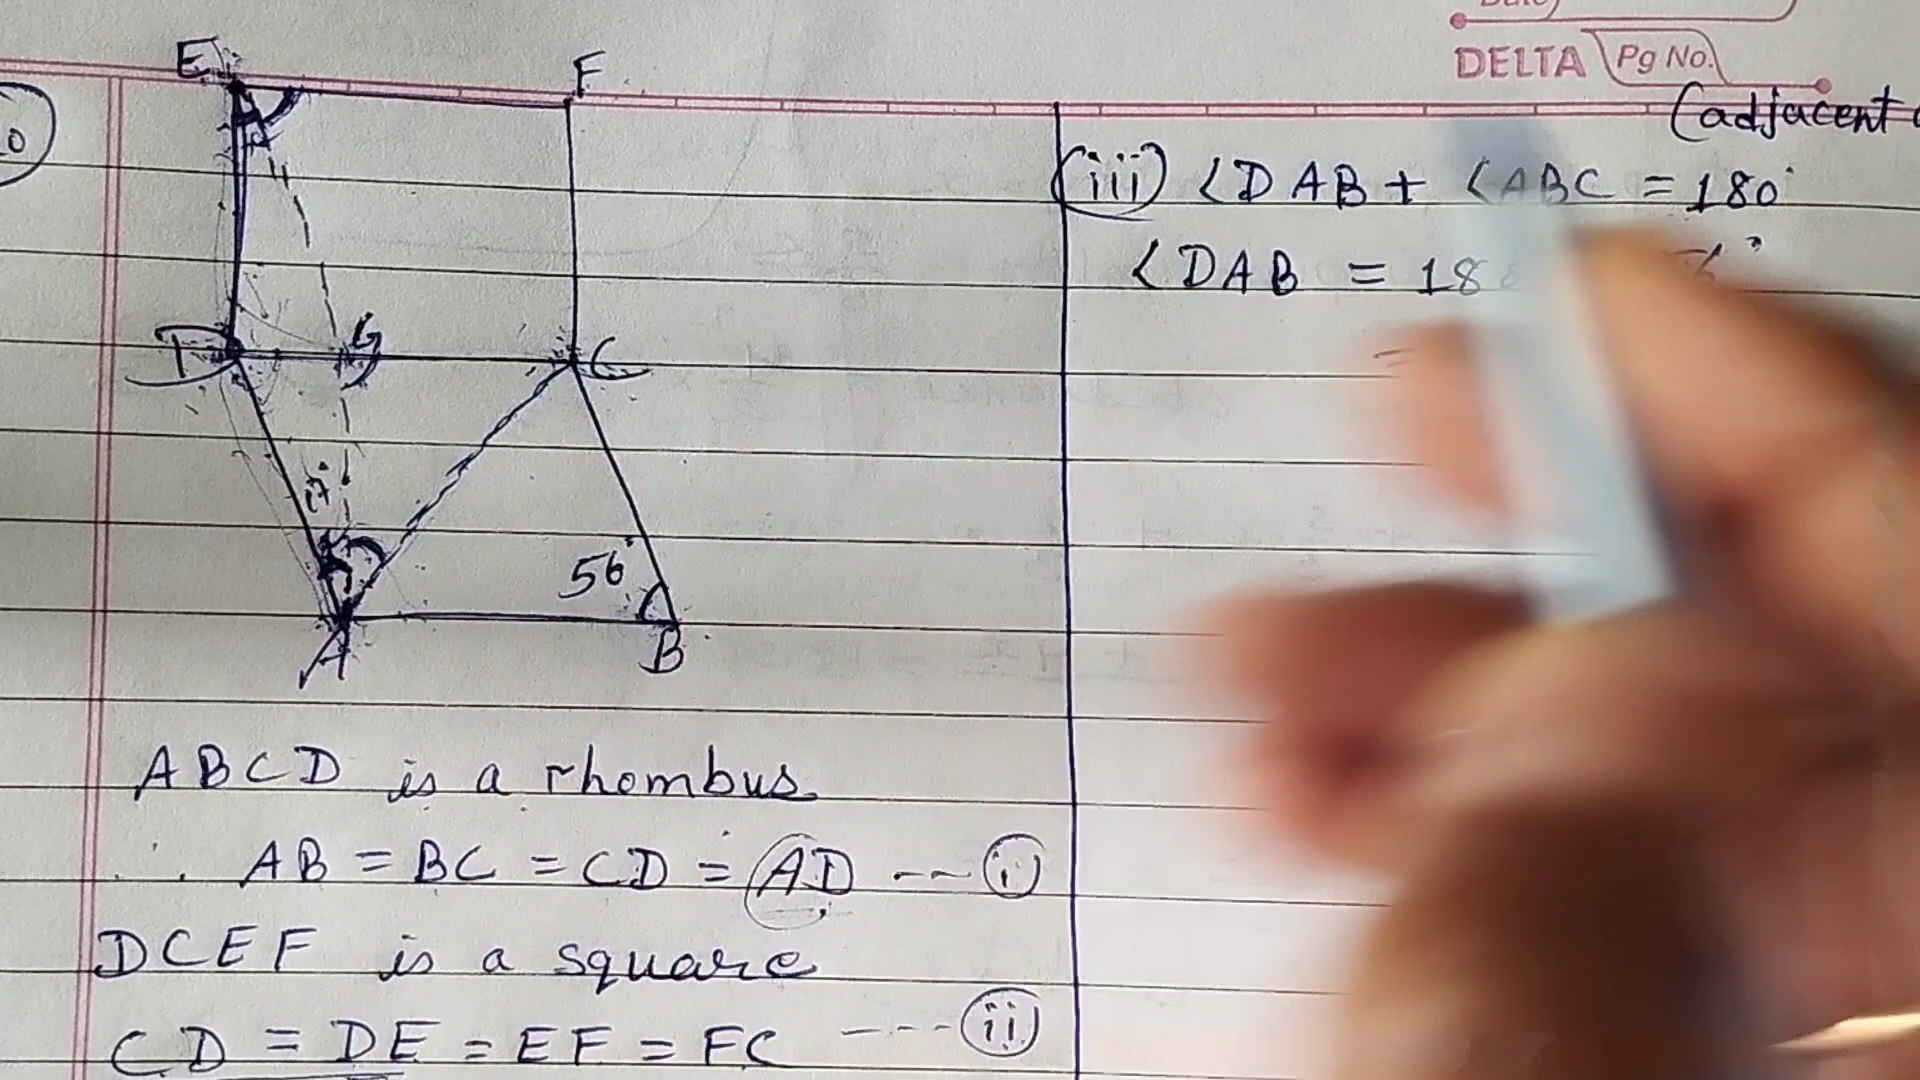 DELTA Pg No.
(adjacent
(iii) <DAB + <ABC = 180°
<DAB = 18
E F
D G C
17°
56°
A B
ABCD is a rhombus
∴ AB = BC = CD = AD --- (i)
DCEF is a square
CD = DE = EF = FC --- (ii)